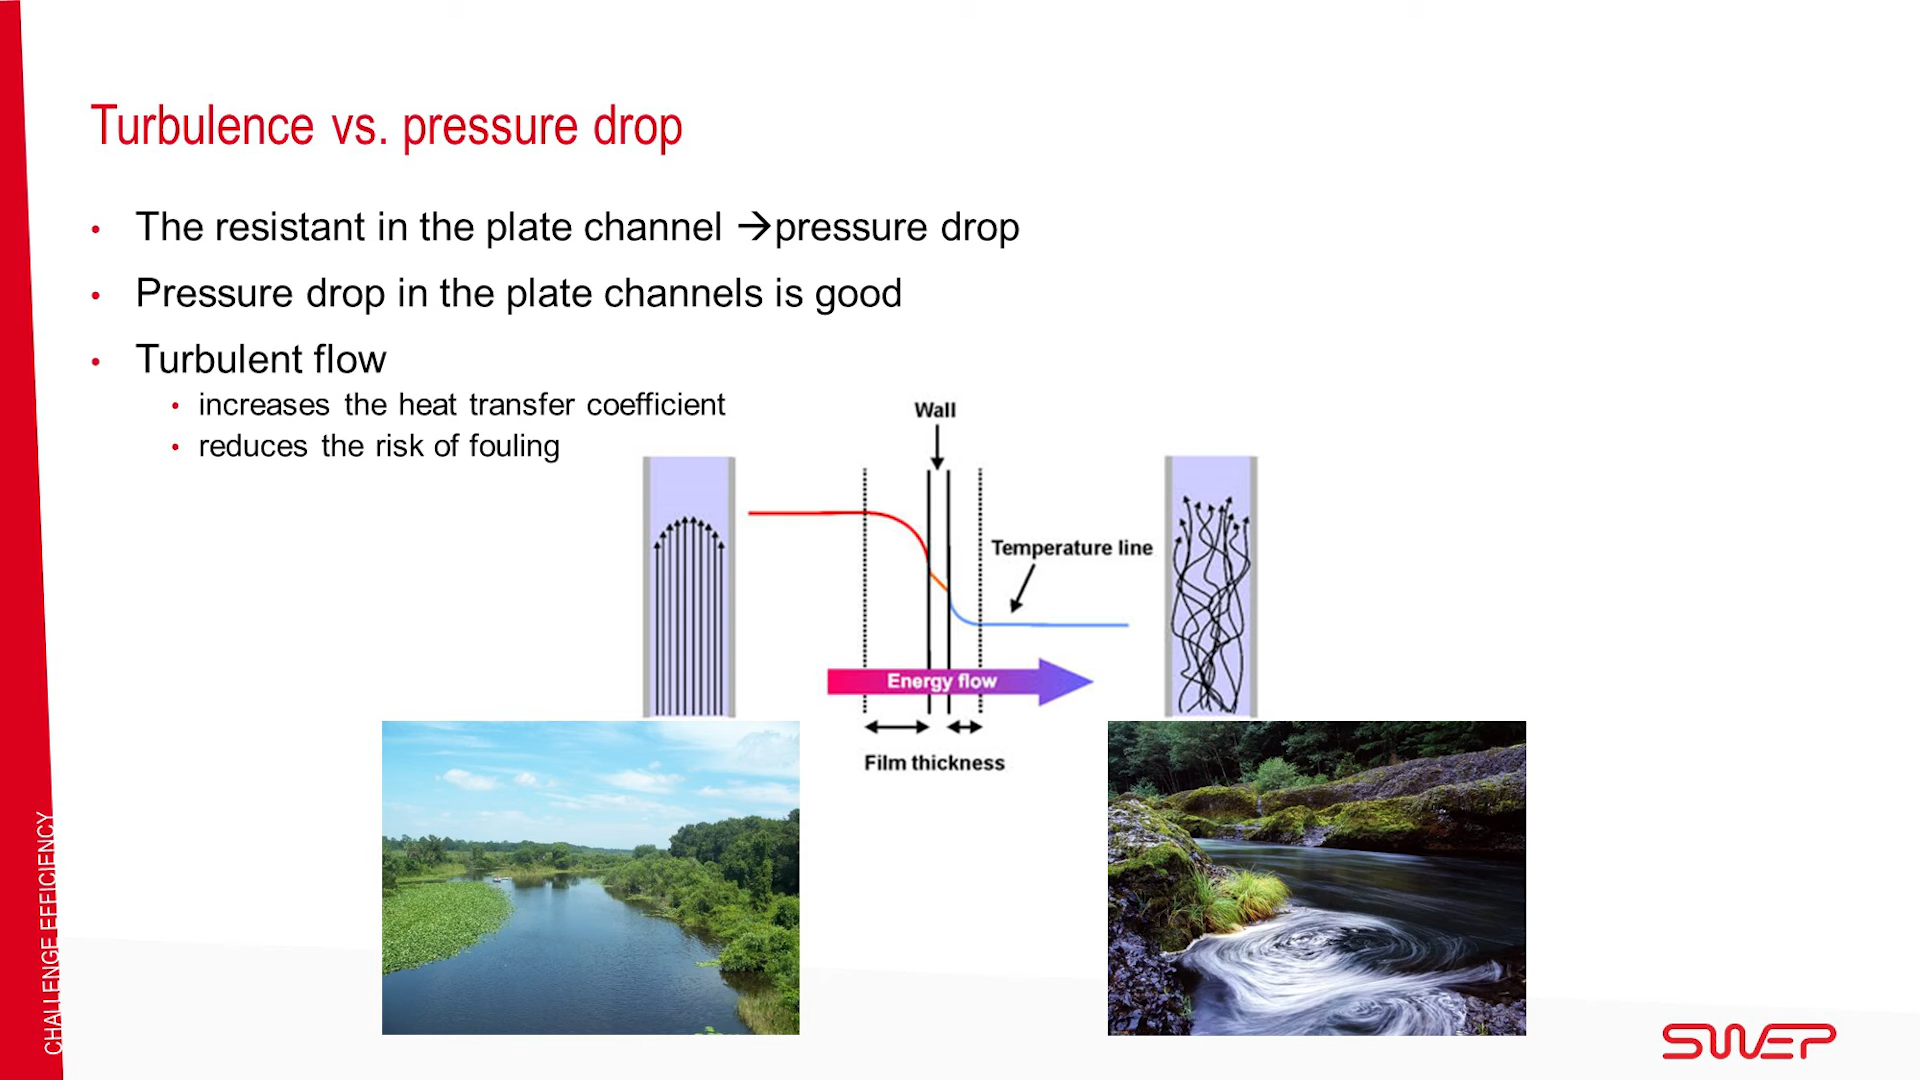 Turbulence vs. pressure drop
• The resistant in the plate channel →pressure drop
• Pressure drop in the plate channels is good
• Turbulent flow
• increases the heat transfer coefficient
• reduces the risk of fouling
Wall
Temperature line
Energy flow
Film thickness
CHALLENGE EFFICIENCY
SWEP